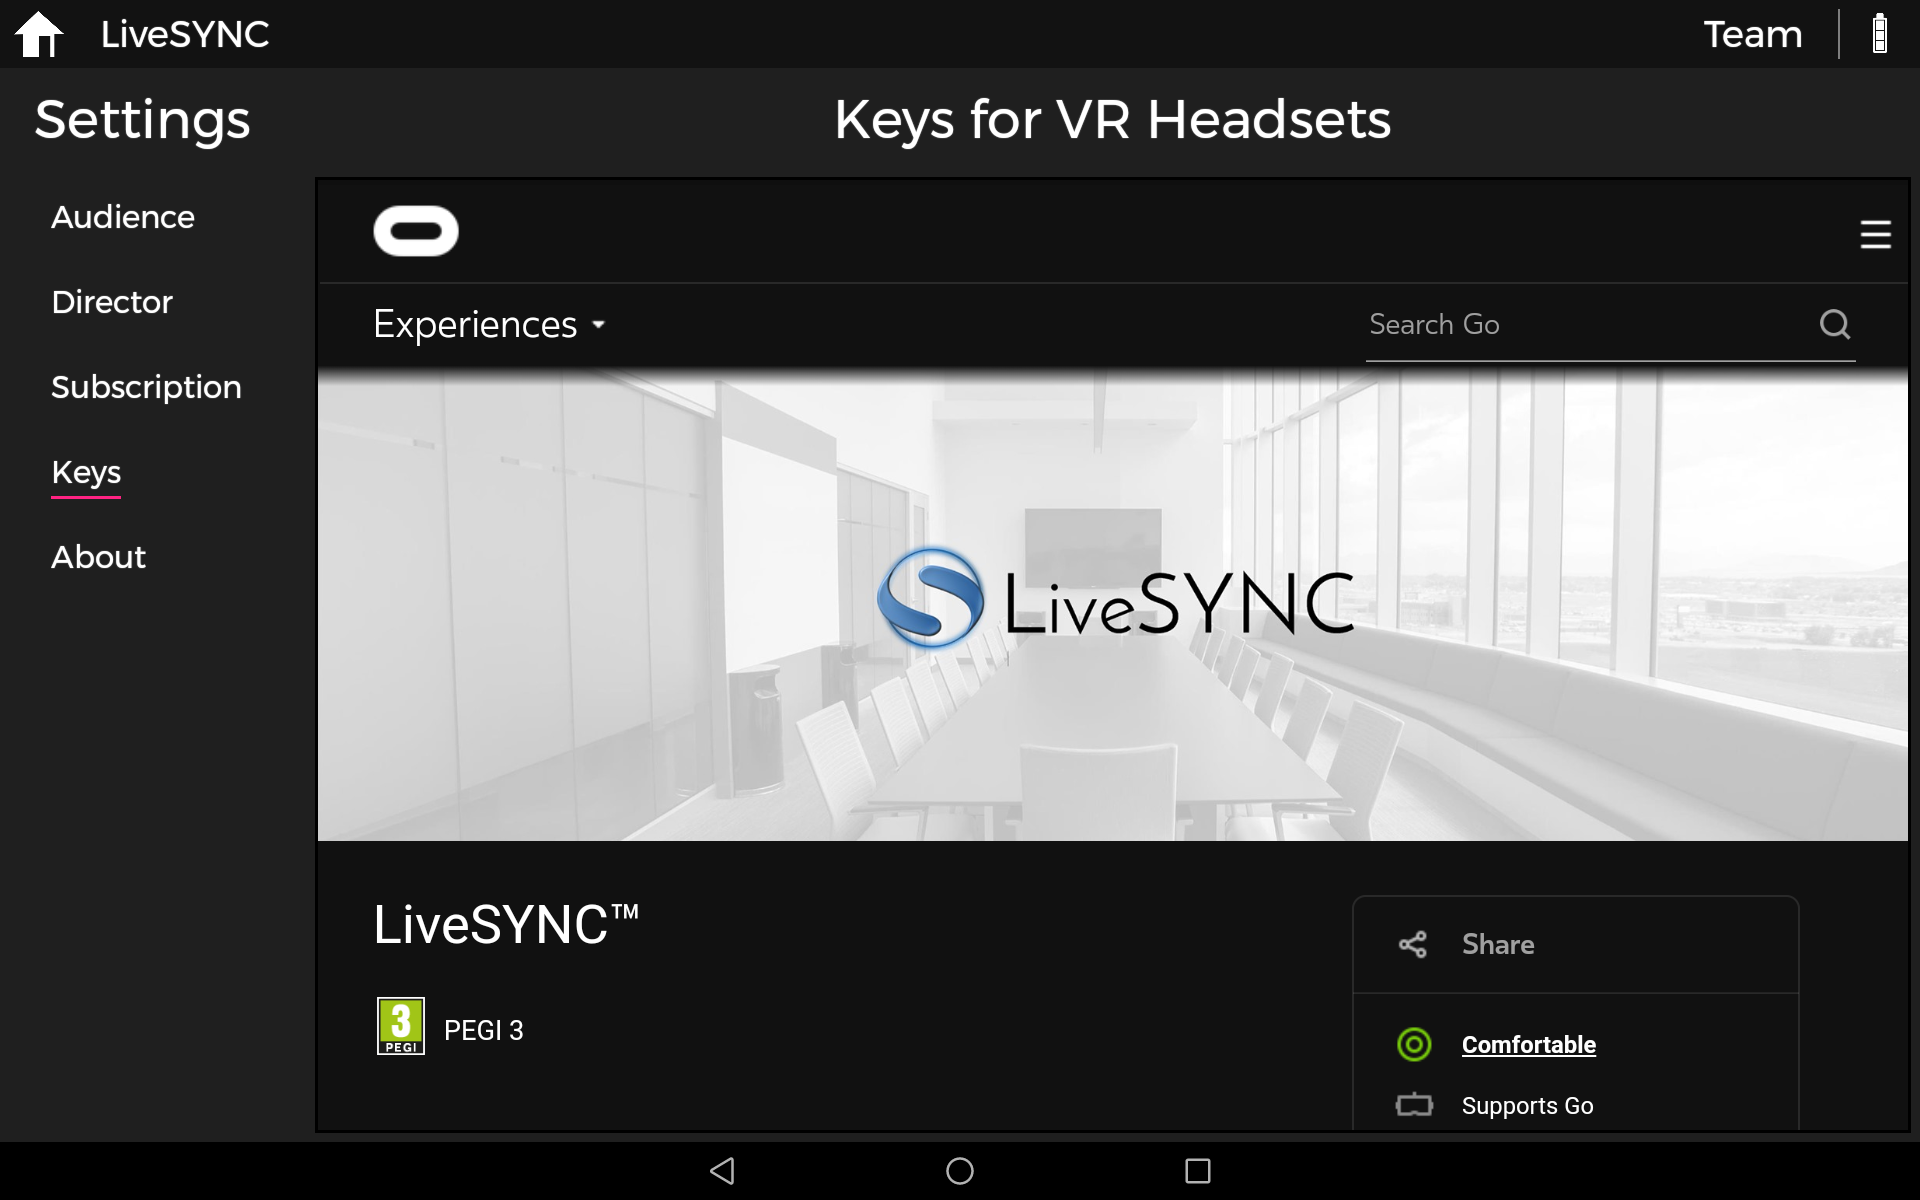 LiveSYNC
Team
Settings
Keys for VR Headsets
Audience
Director
Subscription
Keys
About
Experiences
Search Go
LiveSYNC
LiveSYNC™
3
PEGI
PEGI 3
Share
Comfortable
Supports Go